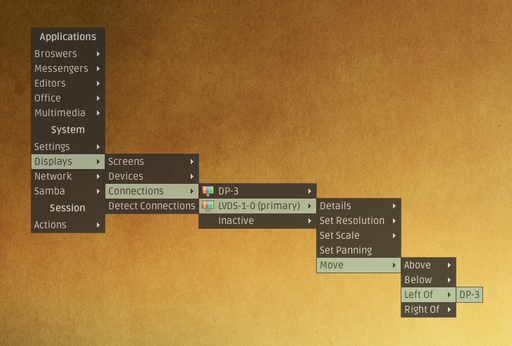 Applications
Broswers
Messengers
Editors
Office
Multimedia
System
Settings
Displays
Network
Samba
Session
Actions
Screens
Devices
Connections
Detect Connections
DP-3
LVDS-1-0 (primary)
Inactive
Details
Set Resolution
Set Scale
Set Panning
Move
Above
Below
Left Of
Right Of
DP-3